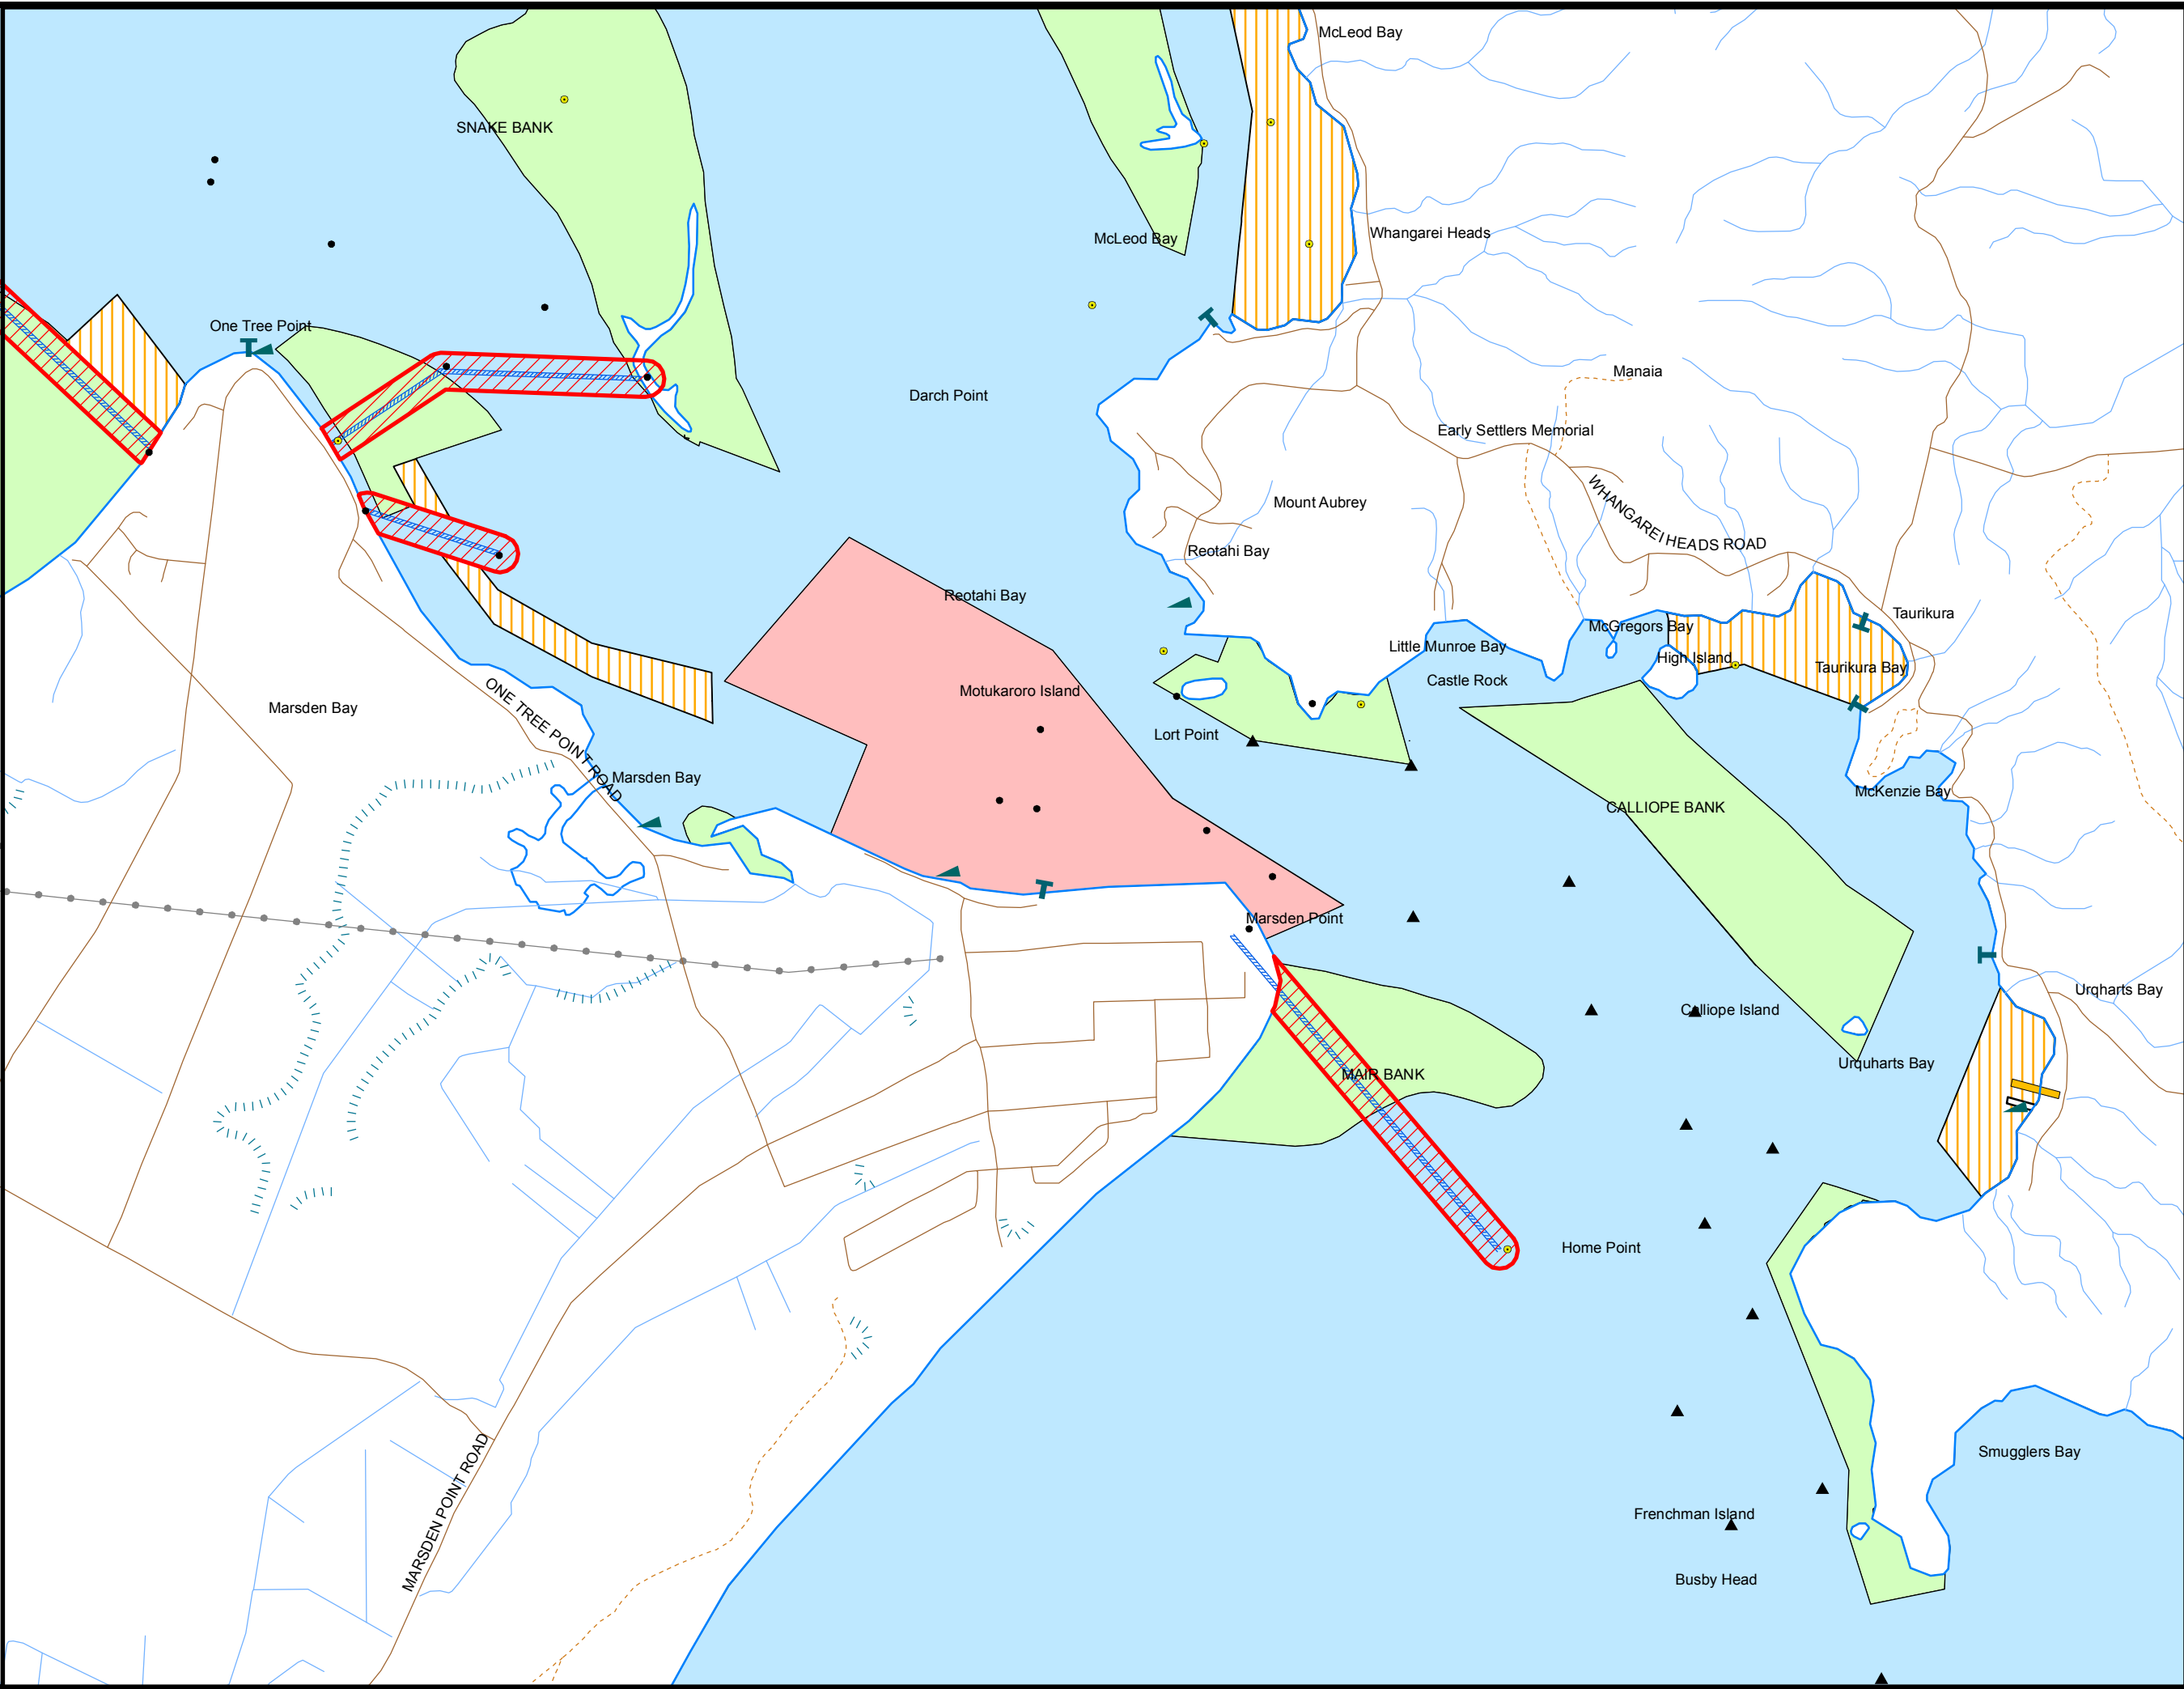 McLeod Bay
SNAKE BANK
Whangarei Heads
McLeod Bay
One Tree Point
Manaia
Darch Point
Early Settlers Memorial
Mount Aubrey
WHANGAREI HEADS ROAD
Reotahi Bay
Reotahi Bay
Taurikura
McGregors Bay
Little Munroe Bay
High Island
Taurikura Bay
Castle Rock
Motukaroro Island
ONE TREE POINT ROAD
Marsden Bay
Lort Point
Marsden Bay
McKenzie Bay
CALLIOPE BANK
Marsden Point
Urqharts Bay
Calliope Island
Urquharts Bay
MAIR BANK
Home Point
Smugglers Bay
MARSDEN POINT ROAD
Frenchman Island
Busby Head